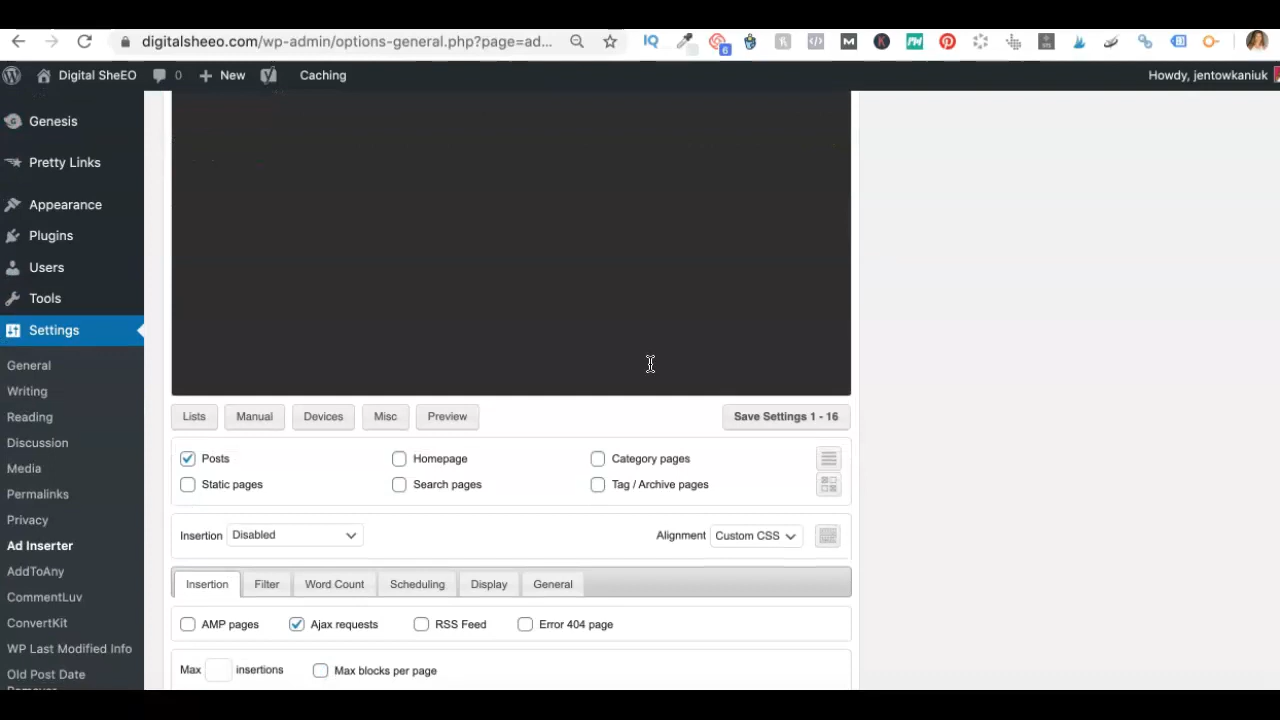 digitalsheeo.com/wp-admin/options-general.php?page=ad...
6
Digital SheEO 0 New Caching Howdy, jentowkaniuk
Genesis
Pretty Links
Appearance
Plugins
Users
Tools
Settings
General
Writing
Reading
Discussion
Media
Permalinks
Privacy
Ad Inserter
AddToAny
CommentLuv
ConvertKit
WP Last Modified Info
Old Post Date
Lists Manual Devices Misc Preview Save Settings 1 - 16
Posts Homepage Category pages
Static pages Search pages Tag / Archive pages
Insertion Disabled Alignment Custom CSS
Insertion Filter Word Count Scheduling Display General
AMP pages Ajax requests RSS Feed Error 404 page
Max insertions Max blocks per page